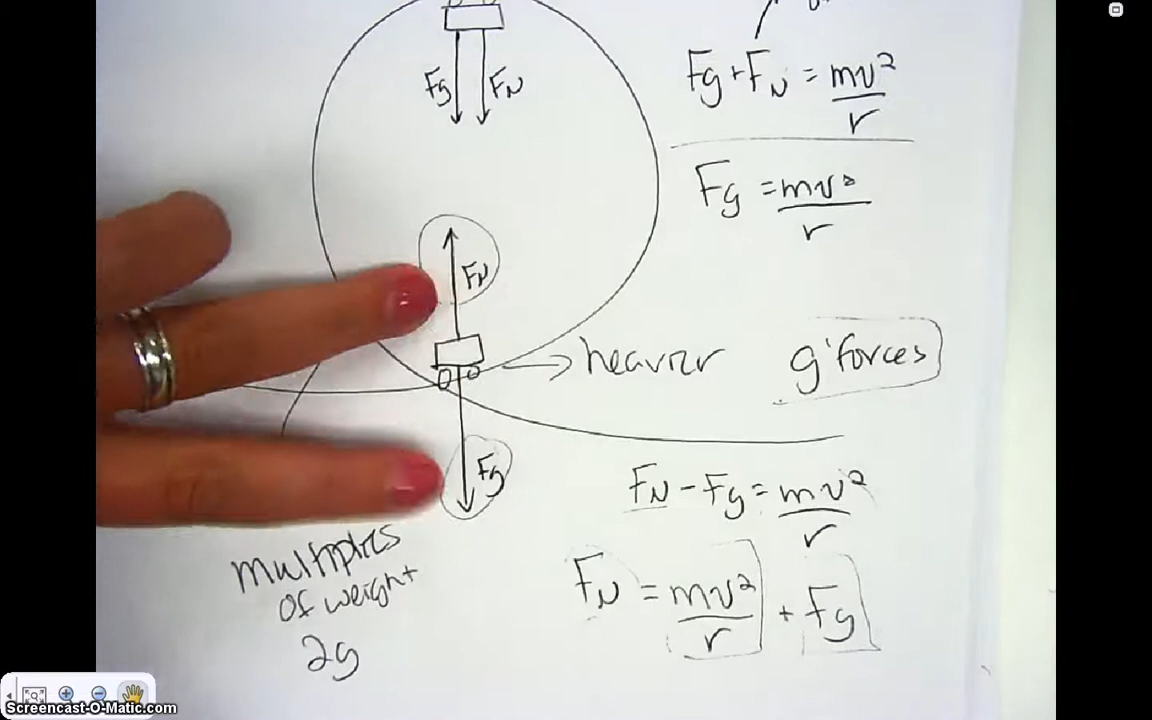 Fg FN
Fg + FN = mv²
r
Fg = mv²
r
FN
heavier g'forces
Fg
FN - Fg = mv²
r
multiples
of weight
2g
FN = mv² + Fg
r
Screencast-O-Matic.com